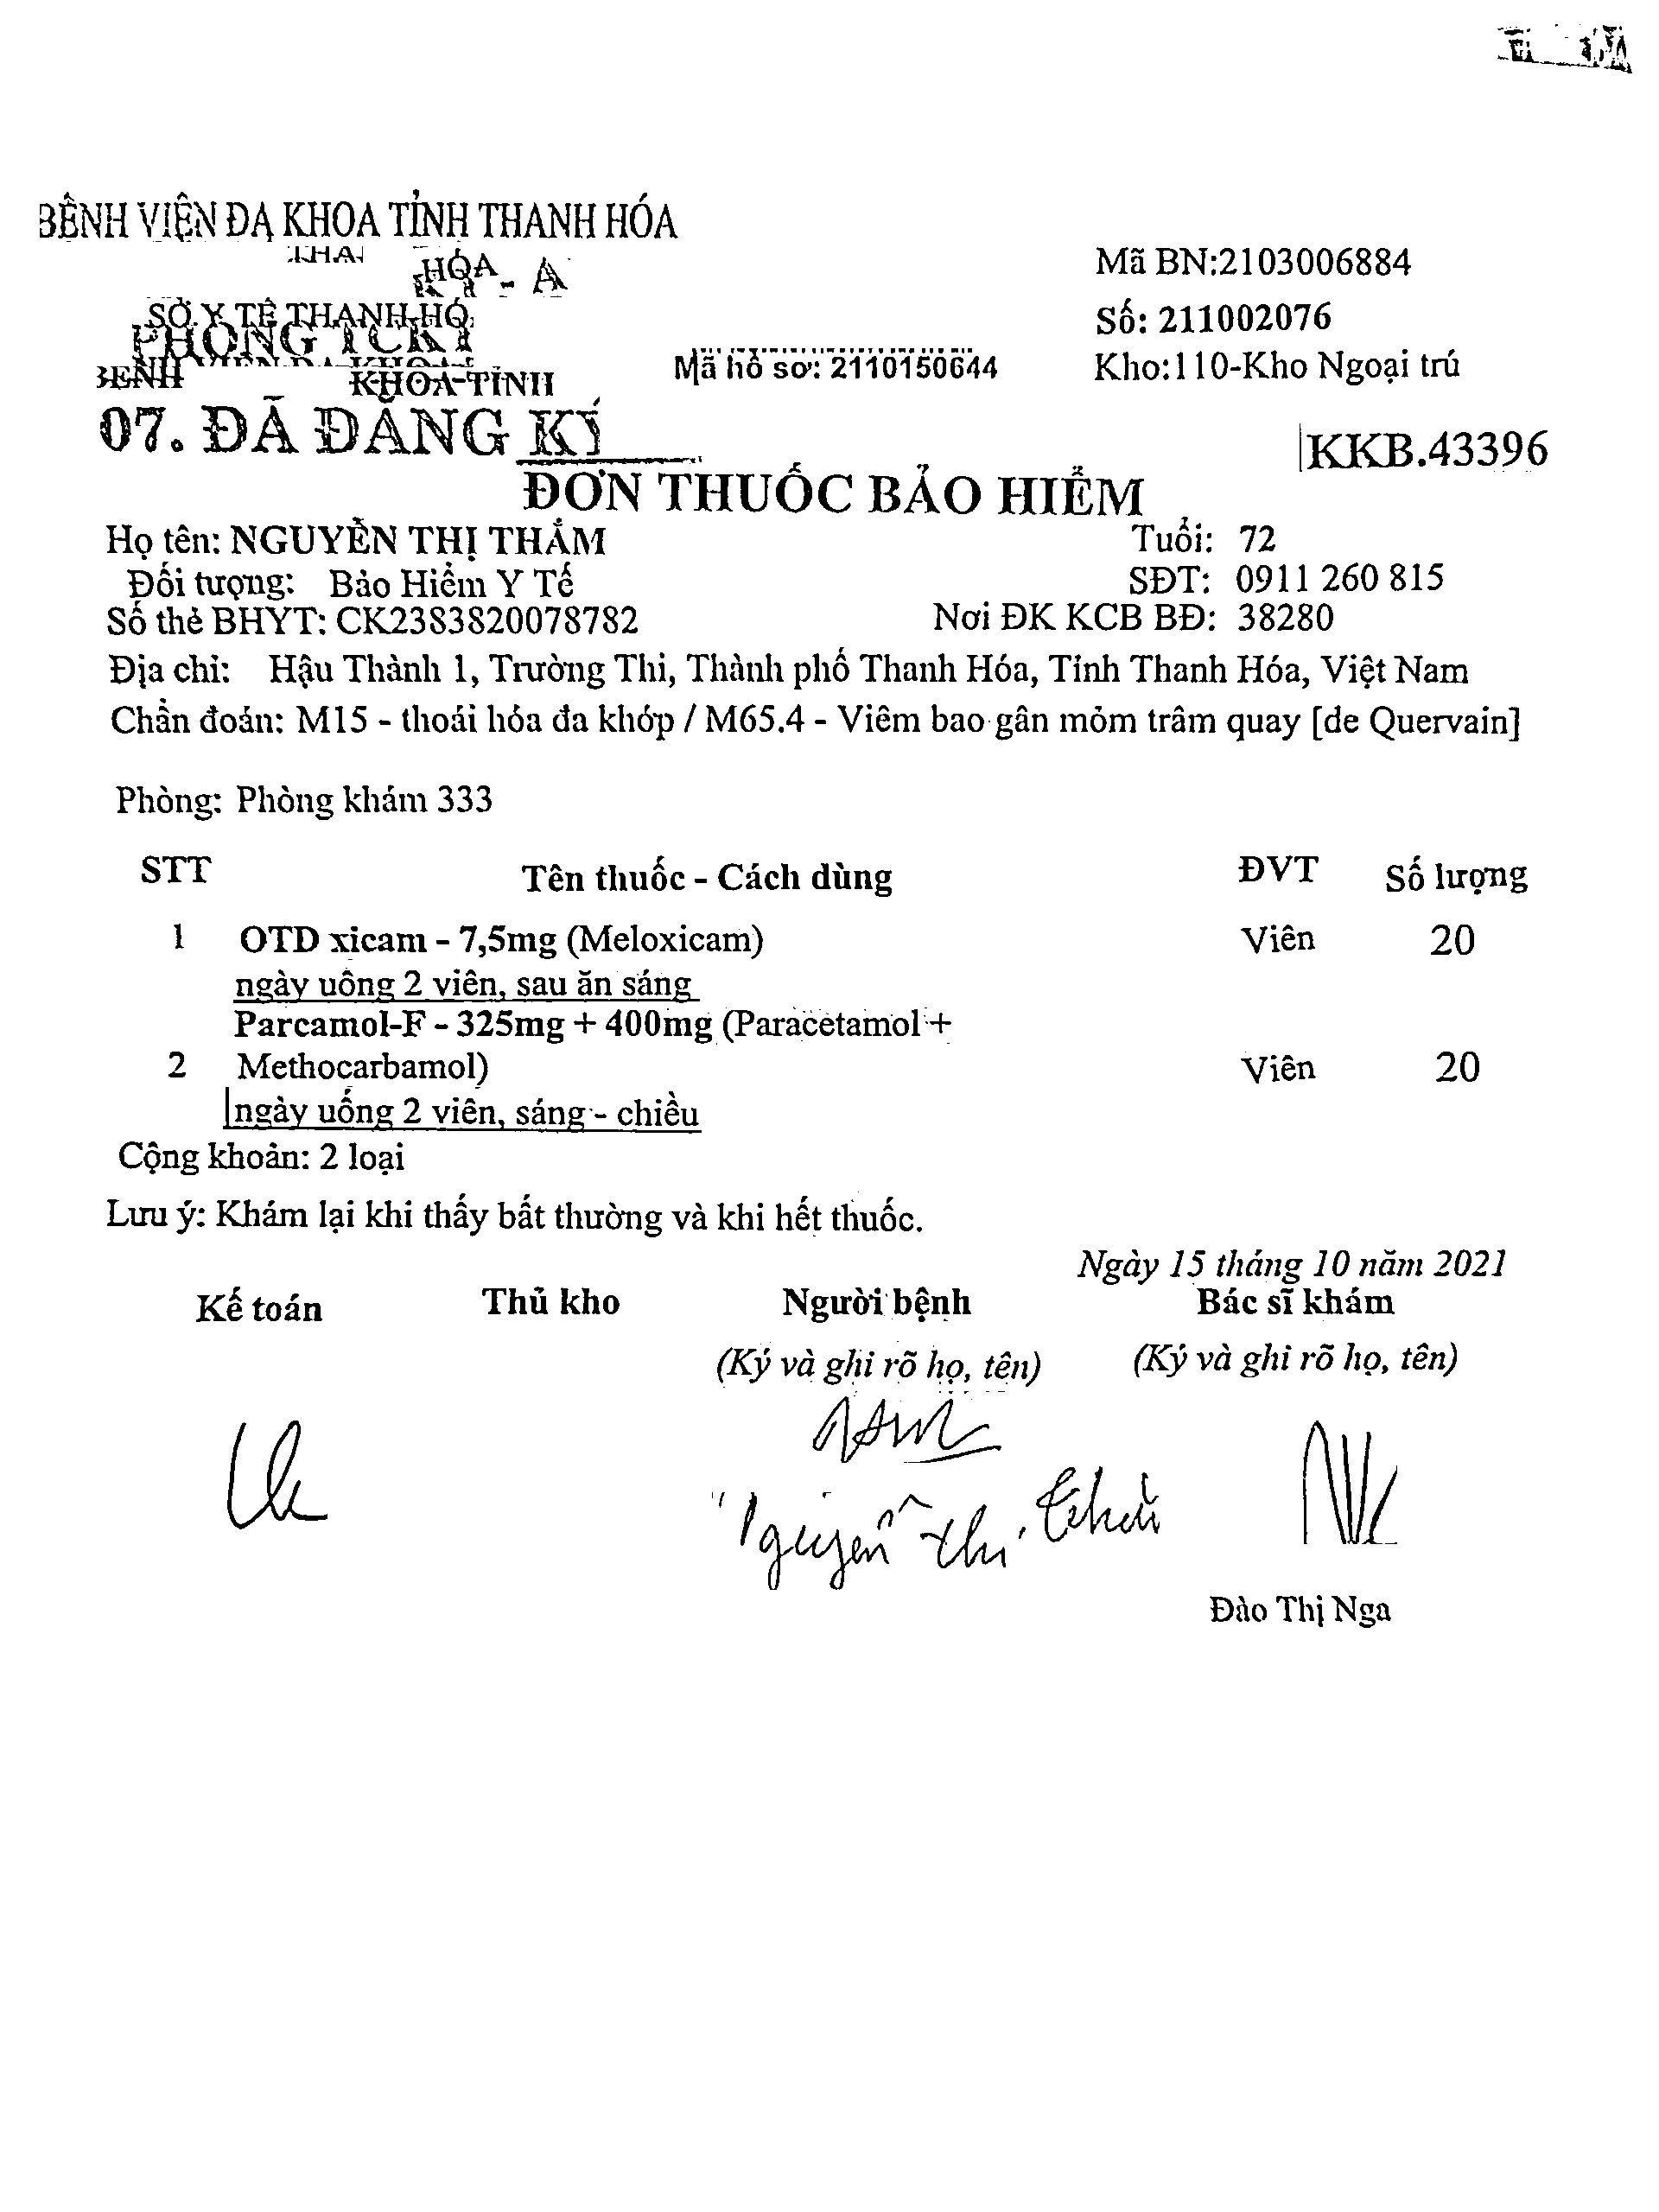 BỆNH VIỆN ĐA KHOA TỈNH THANH HÓA
Mã BN:2103006884
Số: 211002076
SỞ Y TẾ THANH HÓ
PHÒNG TCKT
BỆNH KHOA TỈNH
Mã hồ sơ: 2110150644
Kho:110-Kho Ngoại trú
07. ĐÃ ĐĂNG KÍ
KKB.43396
ĐƠN THUỐC BẢO HIỂM
Họ tên: NGUYỄN THỊ THẮM
Tuổi: 72
Đối tượng: Bảo Hiểm Y Tế
SĐT: 0911 260 815
Số thẻ BHYT: CK2383820078782
Nơi ĐK KCB BĐ: 38280
Địa chỉ: Hậu Thành 1, Trường Thi, Thành phố Thanh Hóa, Tỉnh Thanh Hóa, Việt Nam
Chẩn đoán: M15 - thoái hóa đa khớp / M65.4 - Viêm bao gân mỏm trâm quay [de Quervain]
Phòng: Phòng khám 333
STT Tên thuốc - Cách dùng ĐVT Số lượng
1 OTD xicam - 7,5mg (Meloxicam) Viên 20
ngày uống 2 viên, sau ăn sáng
Parcamol-F - 325mg + 400mg (Paracetamol +
2 Methocarbamol) Viên 20
ngày uống 2 viên, sáng - chiều
Cộng khoản: 2 loại
Lưu ý: Khám lại khi thấy bất thường và khi hết thuốc.
Ngày 15 tháng 10 năm 2021
Kế toán Thủ kho Người bệnh Bác sĩ khám
(Ký và ghi rõ họ, tên) (Ký và ghi rõ họ, tên)
Nguyễn thị
Đào Thị Nga